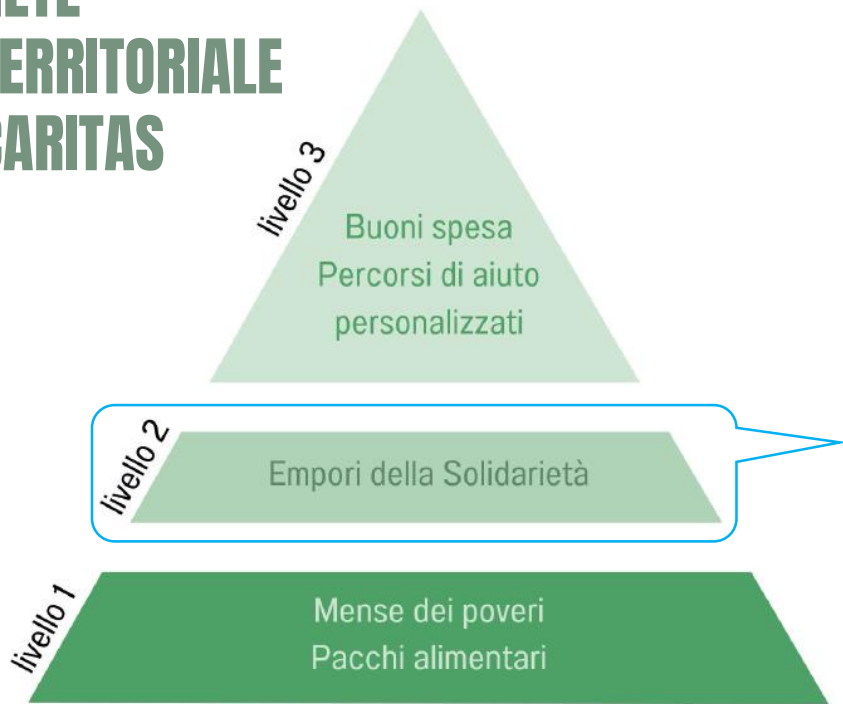 TERRITORIALE
CARITAS
livello 3
Buoni spesa
Percorsi di aiuto
personalizzati
livello 2
Empori della Solidarietà
livello 1
Mense dei poveri
Pacchi alimentari